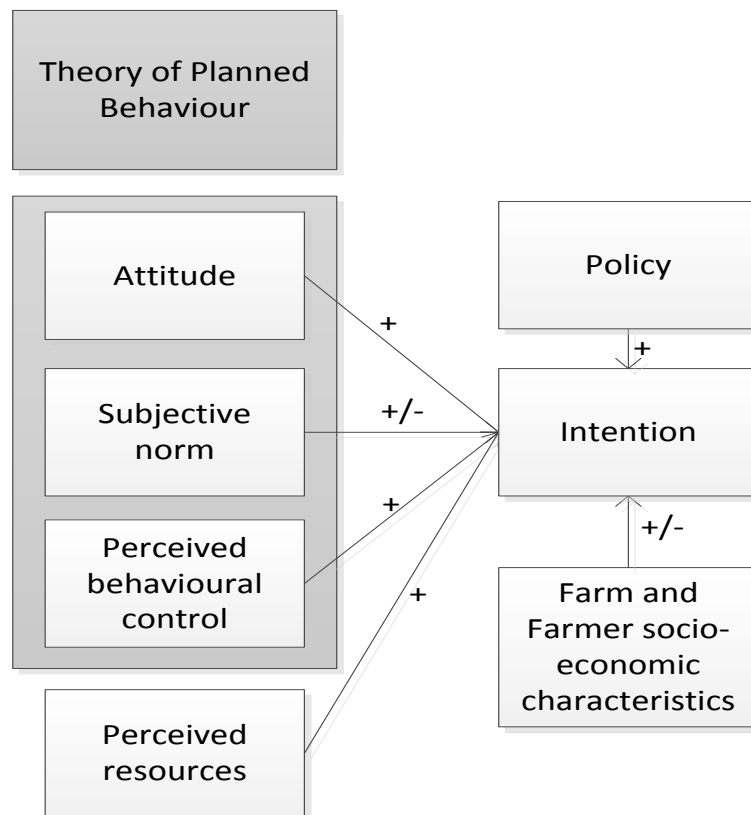 Theory of Planned
Behaviour
Attitude
Policy
+
+
Subjective
norm
+/-
Intention
+
+/-
Perceived
behavioural
control
+
Farm and
Farmer socio-
economic
characteristics
Perceived
resources